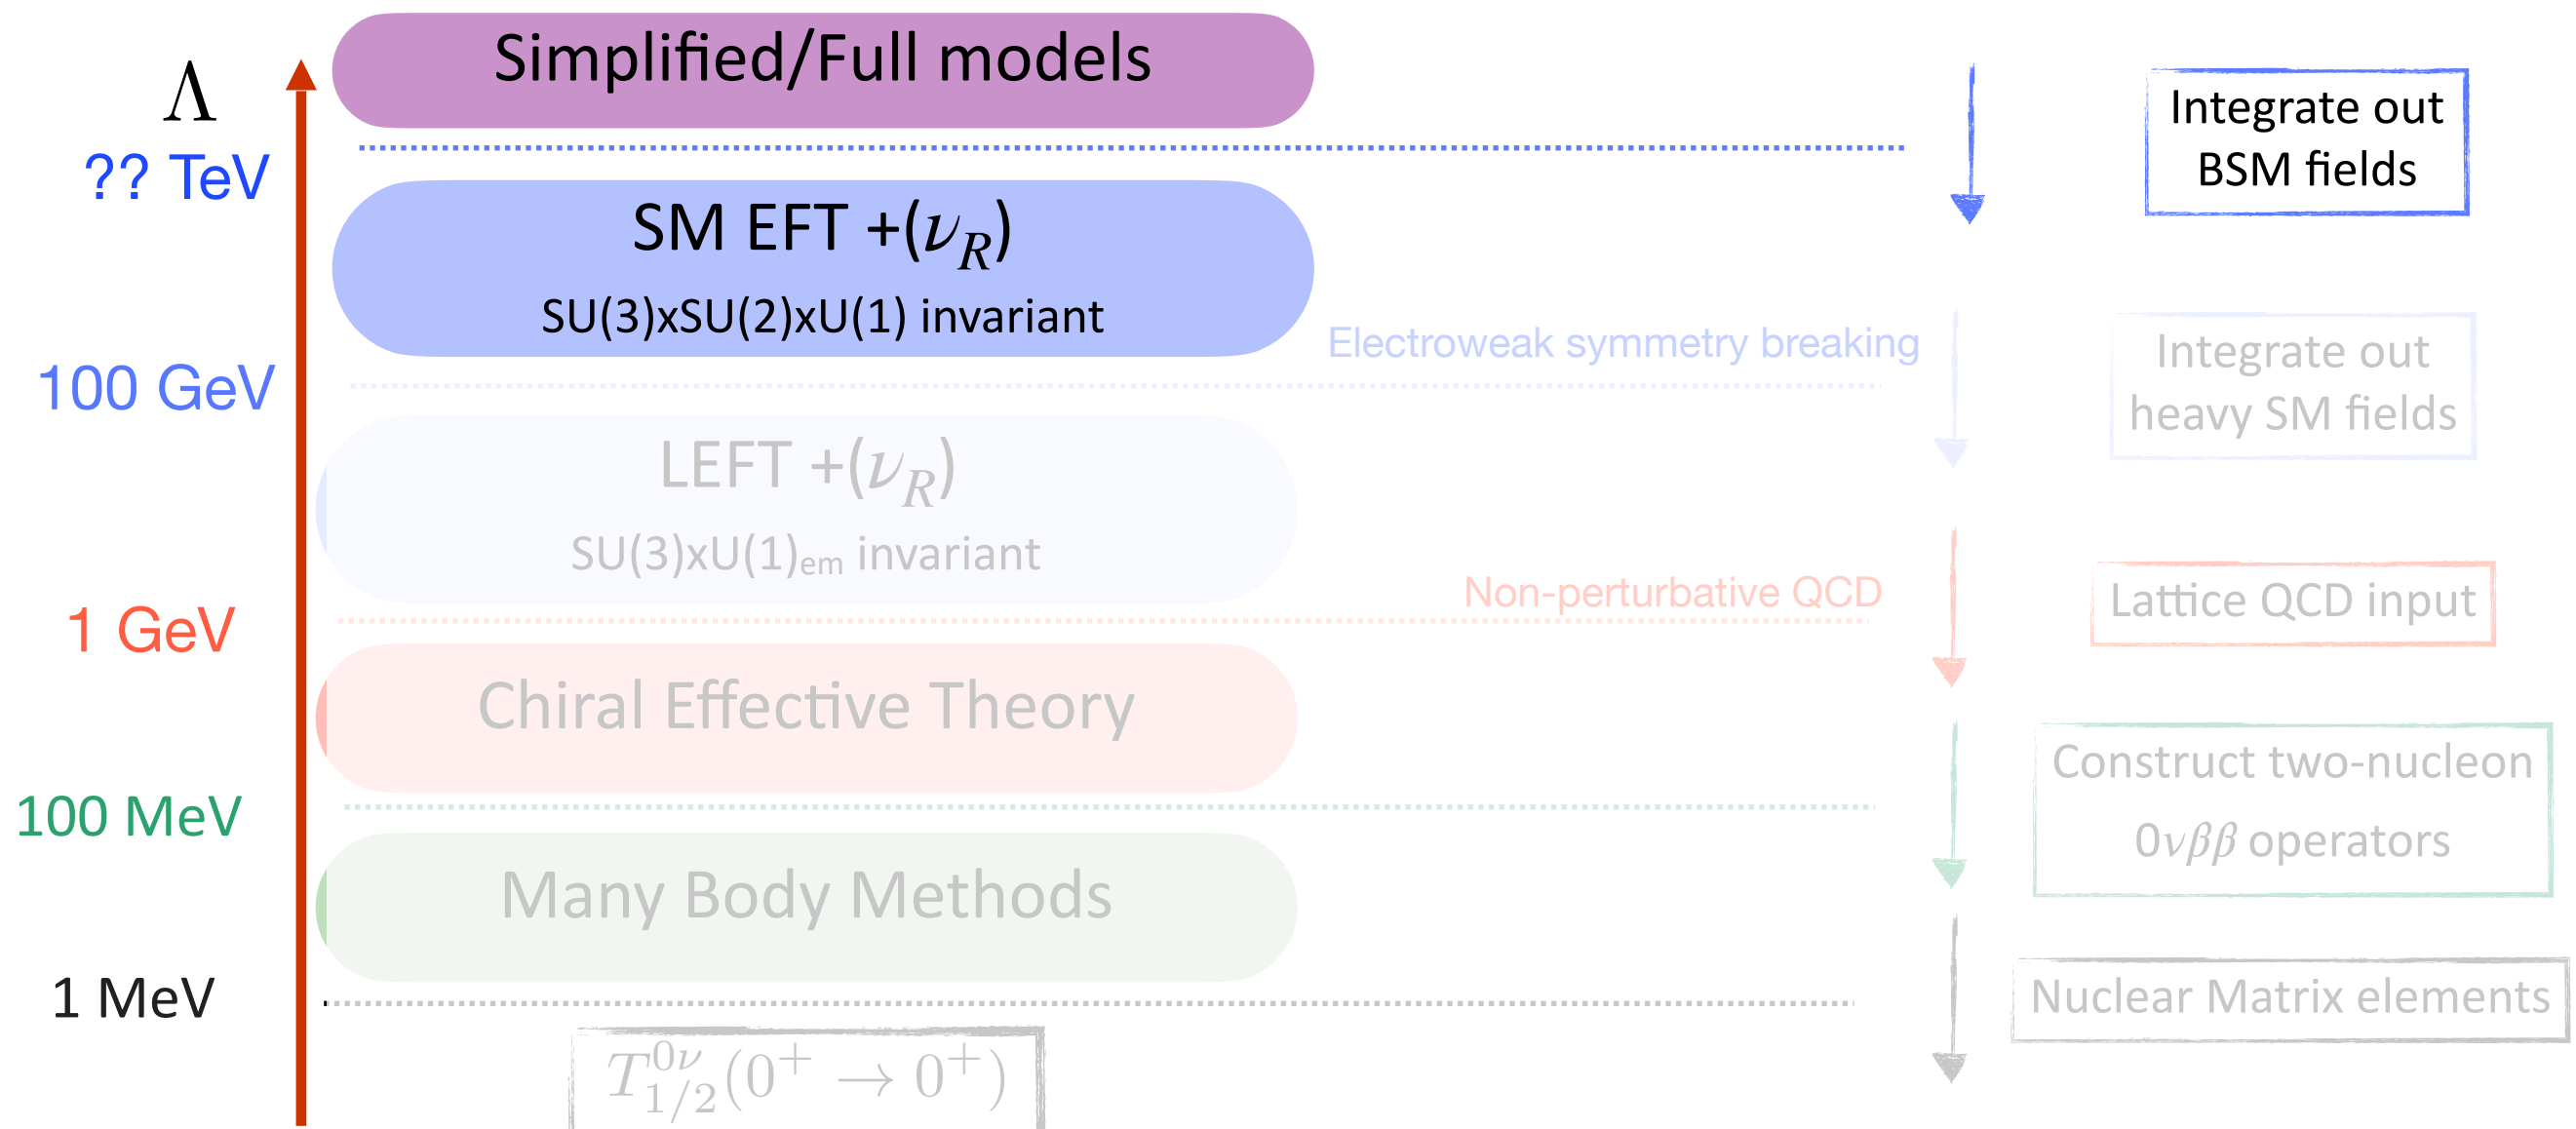 Simplified/Full models
Λ
?? TeV
Integrate out
BSM fields
SM EFT +(ν_R)
SU(3)xSU(2)xU(1) invariant
Electroweak symmetry breaking
100 GeV
Integrate out
heavy SM fields
LEFT +(ν_R)
SU(3)xU(1)_em invariant
Non-perturbative QCD
1 GeV
Lattice QCD input
Chiral Effective Theory
100 MeV
Construct two-nucleon
0νββ operators
Many Body Methods
1 MeV
Nuclear Matrix elements
T^{0ν}_{1/2}(0^+ → 0^+)